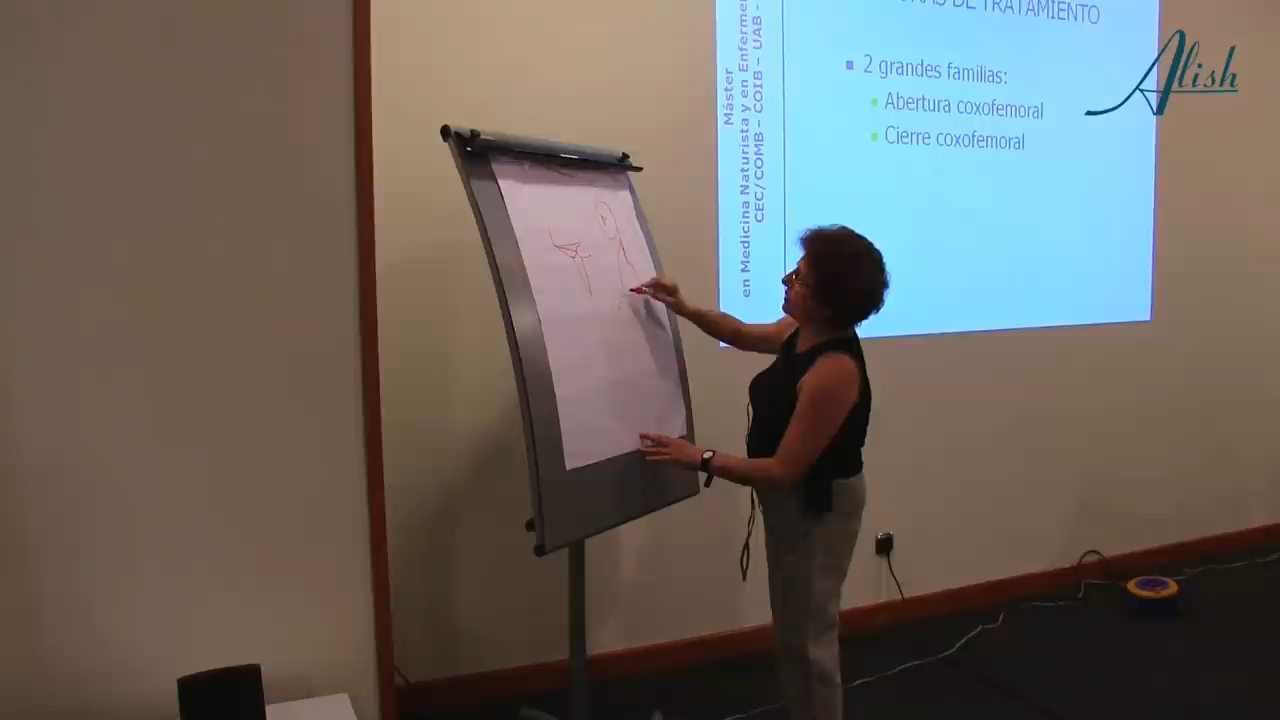 DE TRATAMIENTO
2 grandes familias:
Abertura coxofemoral
Cierre coxofemoral
Máster
en Medicina Naturista y en Enfermer
CEC/COMB – COIB – UAB -
Alish